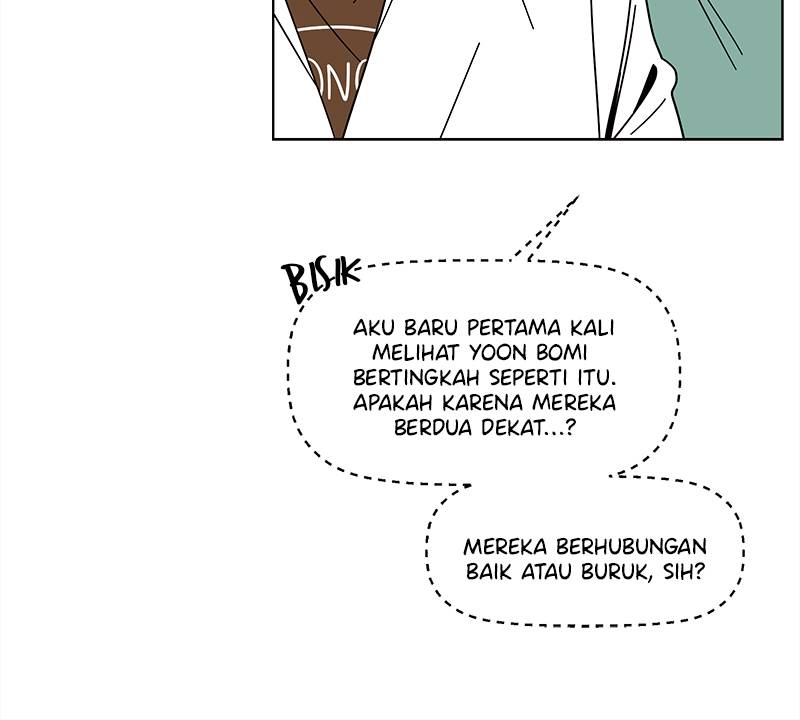 BISIK
AKU BARU PERTAMA KALI
MELIHAT YOON BOMI
BERTINGKAH SEPERTI ITU.
APAKAH KARENA MEREKA
BERDUA DEKAT...?
MEREKA BERHUBUNGAN
BAIK ATAU BURUK, SIH?